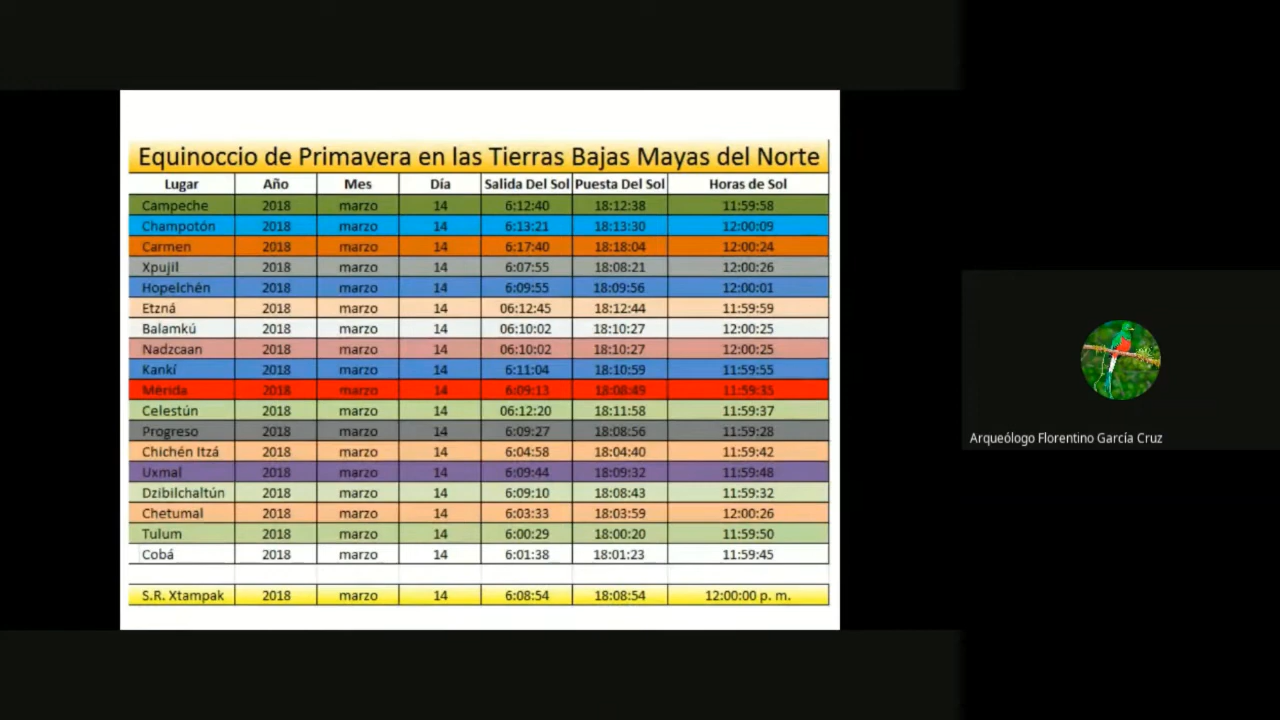 Equinoccio de Primavera en las Tierras Bajas Mayas del Norte
Lugar Año Mes Día Salida Del Sol Puesta Del Sol Horas de Sol
Campeche 2018 marzo 14 6:12:40 18:12:38 11:59:58
Champotón 2018 marzo 14 6:13:21 18:13:30 12:00:09
Carmen 2018 marzo 14 6:17:40 18:18:04 12:00:24
Xpujil 2018 marzo 14 6:07:55 18:08:21 12:00:26
Hopelchén 2018 marzo 14 6:09:55 18:09:56 12:00:01
Etzná 2018 marzo 14 06:12:45 18:12:44 11:59:59
Balamkú 2018 marzo 14 06:10:02 18:10:27 12:00:25
Nadzcaan 2018 marzo 14 06:10:02 18:10:27 12:00:25
Kankí 2018 marzo 14 6:11:04 18:10:59 11:59:55
Mérida 2018 marzo 14 6:09:13 18:08:49 11:59:35
Celestún 2018 marzo 14 06:12:20 18:11:58 11:59:37
Progreso 2018 marzo 14 6:09:27 18:08:56 11:59:28
Chichén Itzá 2018 marzo 14 6:04:58 18:04:40 11:59:42
Uxmal 2018 marzo 14 6:09:44 18:09:32 11:59:48
Dzibilchaltún 2018 marzo 14 6:09:10 18:08:43 11:59:32
Chetumal 2018 marzo 14 6:03:33 18:03:59 12:00:26
Tulum 2018 marzo 14 6:00:29 18:00:20 11:59:50
Cobá 2018 marzo 14 6:01:38 18:01:23 11:59:45
S.R. Xtampak 2018 marzo 14 6:08:54 18:08:54 12:00:00 p. m.
Arqueólogo Florentino García Cruz